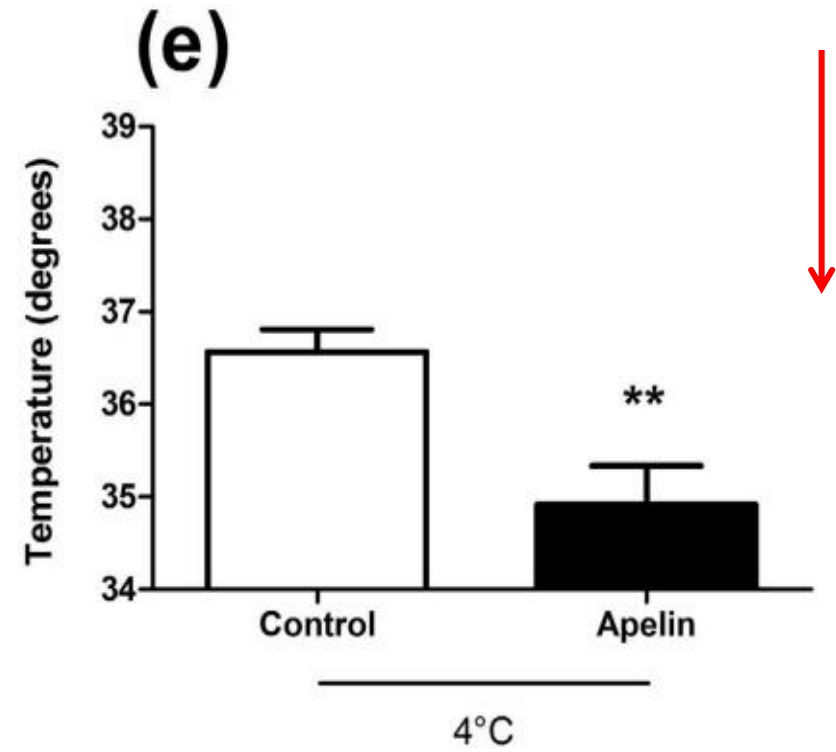 (e)
Temperature (degrees)
39
38
37
36
35
34
**
Control Apelin
4°C